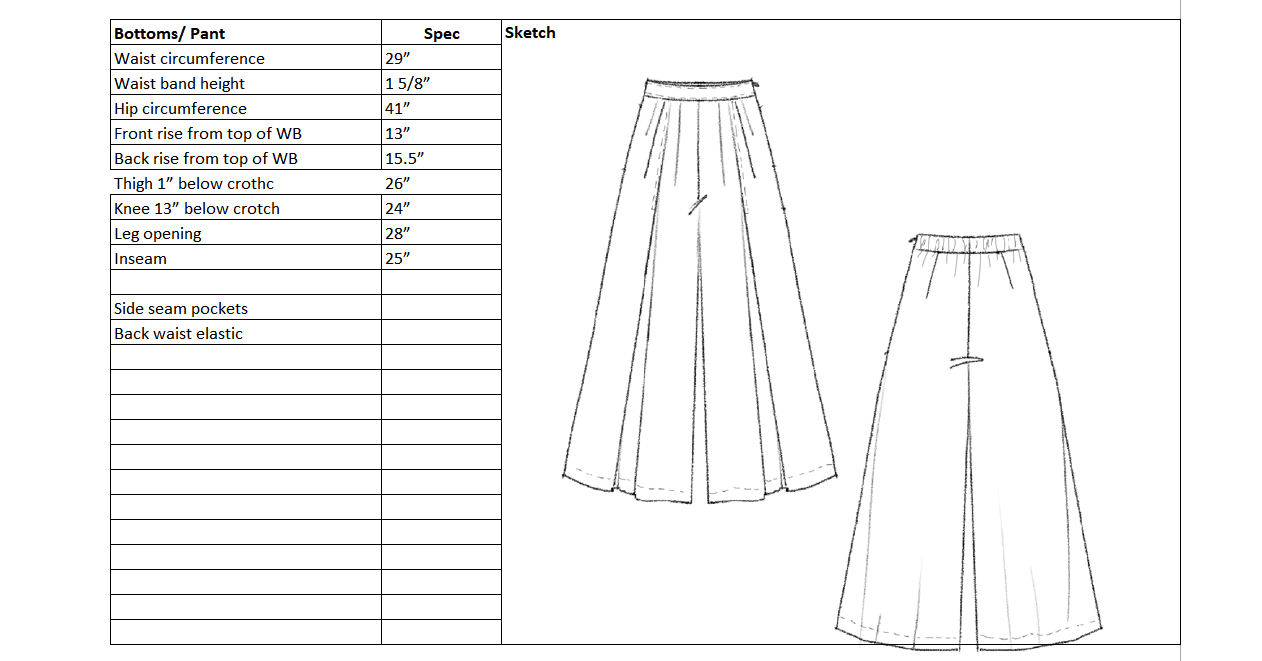 Bottoms/ Pant Spec Sketch
Waist circumference 29”
Waist band height 1 5/8”
Hip circumference 41”
Front rise from top of WB 13”
Back rise from top of WB 15.5”
Thigh 1” below crothc 26”
Knee 13” below crotch 24”
Leg opening 28”
Inseam 25”
Side seam pockets
Back waist elastic